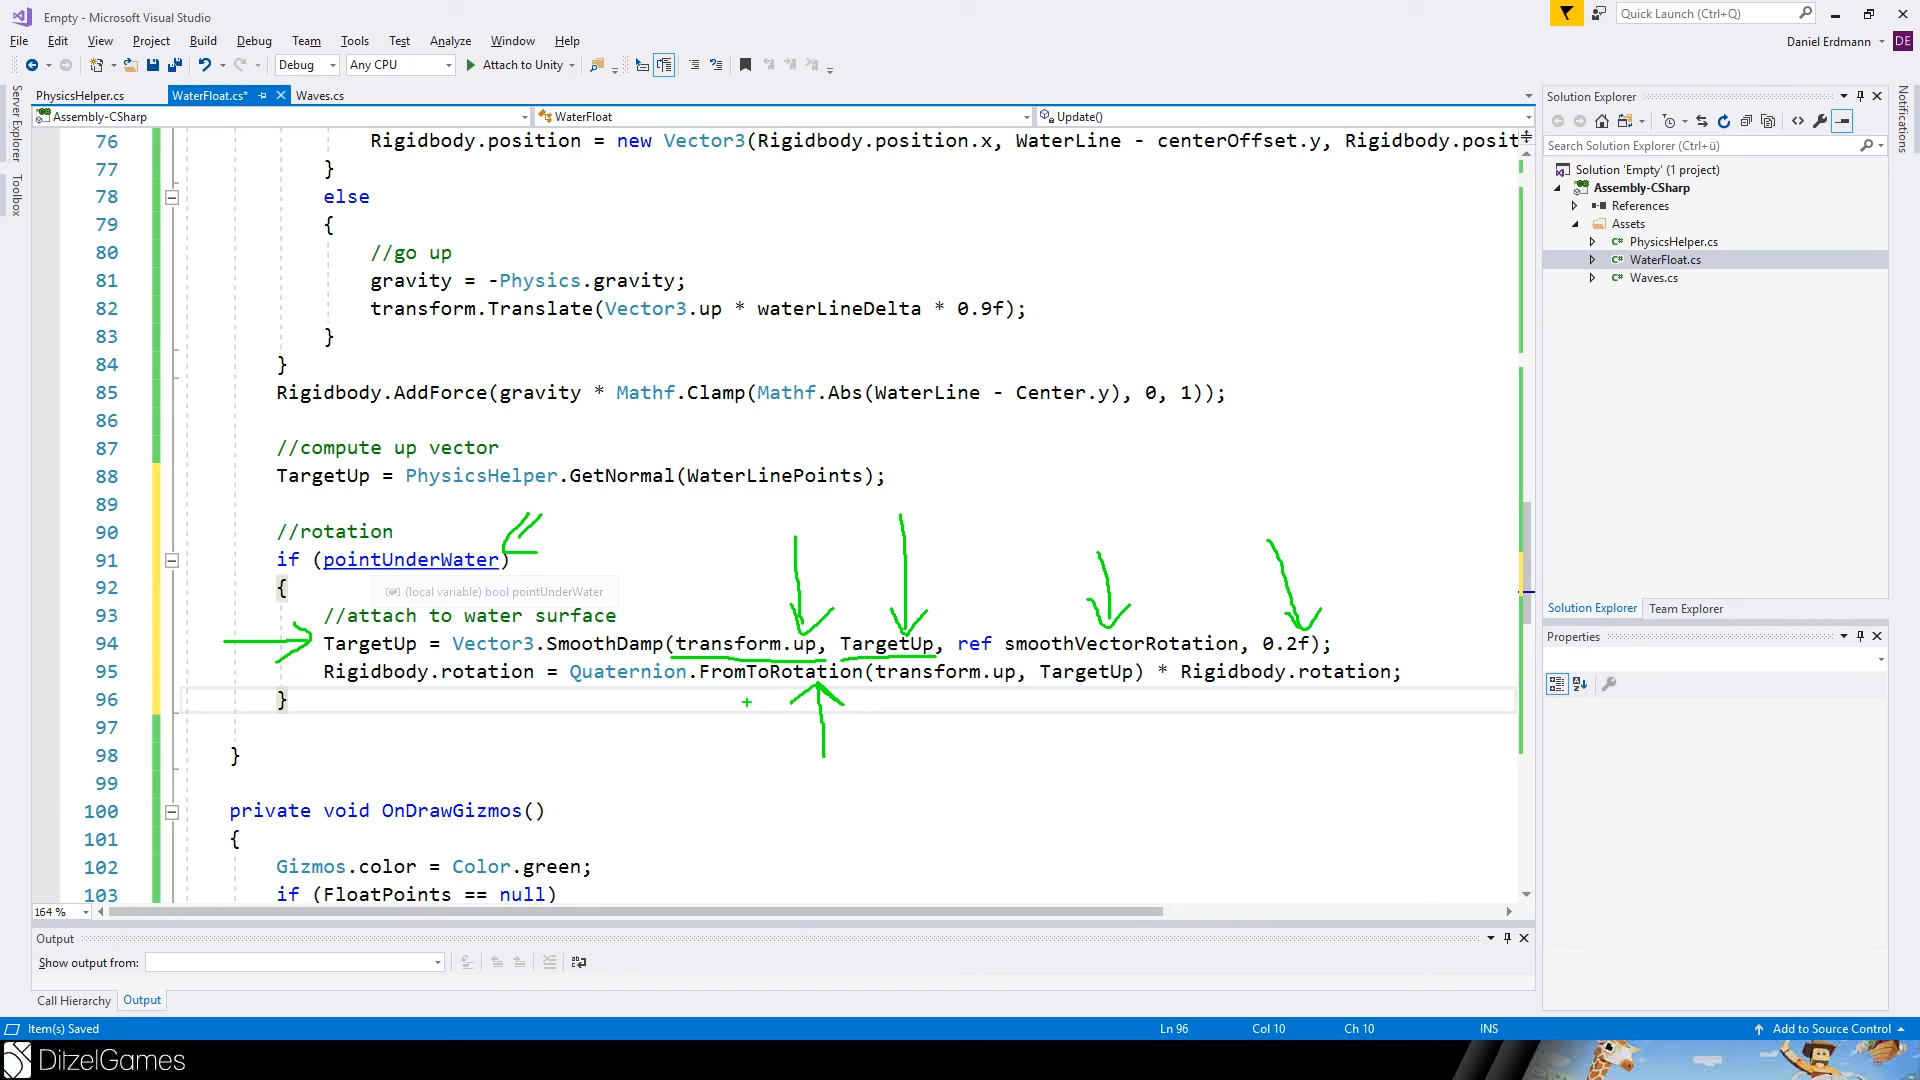 Empty - Microsoft Visual Studio
Quick Launch (Ctrl+Q)
File Edit View Project Build Debug Team Tools Test Analyze Window Help
Daniel Erdmann DE
Debug Any CPU Attach to Unity
Server Explorer
Toolbox
PhysicsHelper.cs WaterFloat.cs* Waves.cs
Assembly-CSharp WaterFloat Update()
76 Rigidbody.position = new Vector3(Rigidbody.position.x, WaterLine - centerOffset.y, Rigidbody.posit
77 }
78 else
79 {
80 //go up
81 gravity = -Physics.gravity;
82 transform.Translate(Vector3.up * waterLineDelta * 0.9f);
83 }
84 }
85 Rigidbody.AddForce(gravity * Mathf.Clamp(Mathf.Abs(WaterLine - Center.y), 0, 1));
86
87 //compute up vector
88 TargetUp = PhysicsHelper.GetNormal(WaterLinePoints);
89
90 //rotation
91 if (pointUnderWater)
92 {
(local variable) bool pointUnderWater
93 //attach to water surface
94 TargetUp = Vector3.SmoothDamp(transform.up, TargetUp, ref smoothVectorRotation, 0.2f);
95 Rigidbody.rotation = Quaternion.FromToRotation(transform.up, TargetUp) * Rigidbody.rotation;
96 }
97
98 }
99
100 private void OnDrawGizmos()
101 {
102 Gizmos.color = Color.green;
103 if (FloatPoints == null)
164 %
Output
Show output from:
Call Hierarchy Output
Solution Explorer
Search Solution Explorer (Ctrl+ü)
Solution 'Empty' (1 project)
Assembly-CSharp
References
Assets
C# PhysicsHelper.cs
C# WaterFloat.cs
C# Waves.cs
Solution Explorer Team Explorer
Properties
Notifications
Item(s) Saved Ln 96 Col 10 Ch 10 INS Add to Source Control
DitzelGames